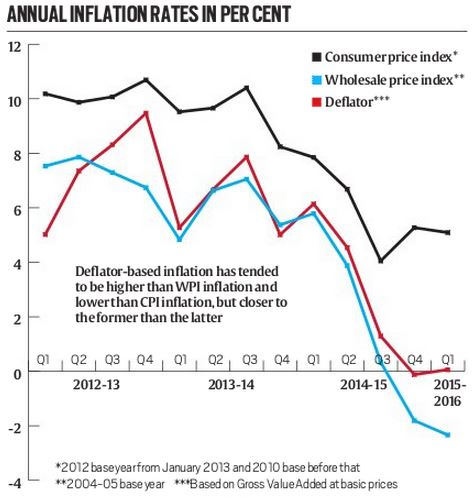 ANNUAL INFLATION RATES IN PER CENT
12
10
8
6
4
2
0
-2
-4
Consumer price index*
Wholesale price index**
Deflator***
Deflator-based inflation has tended
to be higher than WPI inflation and
lower than CPI inflation, but closer to
the former than the latter
Q1 Q2 Q3 Q4 Q1 Q2 Q3 Q4 Q1 Q2 Q3 Q4 Q1
2012-13 2013-14 2014-15 2015-
2016
*2012 base year from January 2013 and 2010 base before that
**2004-05 base year ***Based on Gross Value Added at basic prices